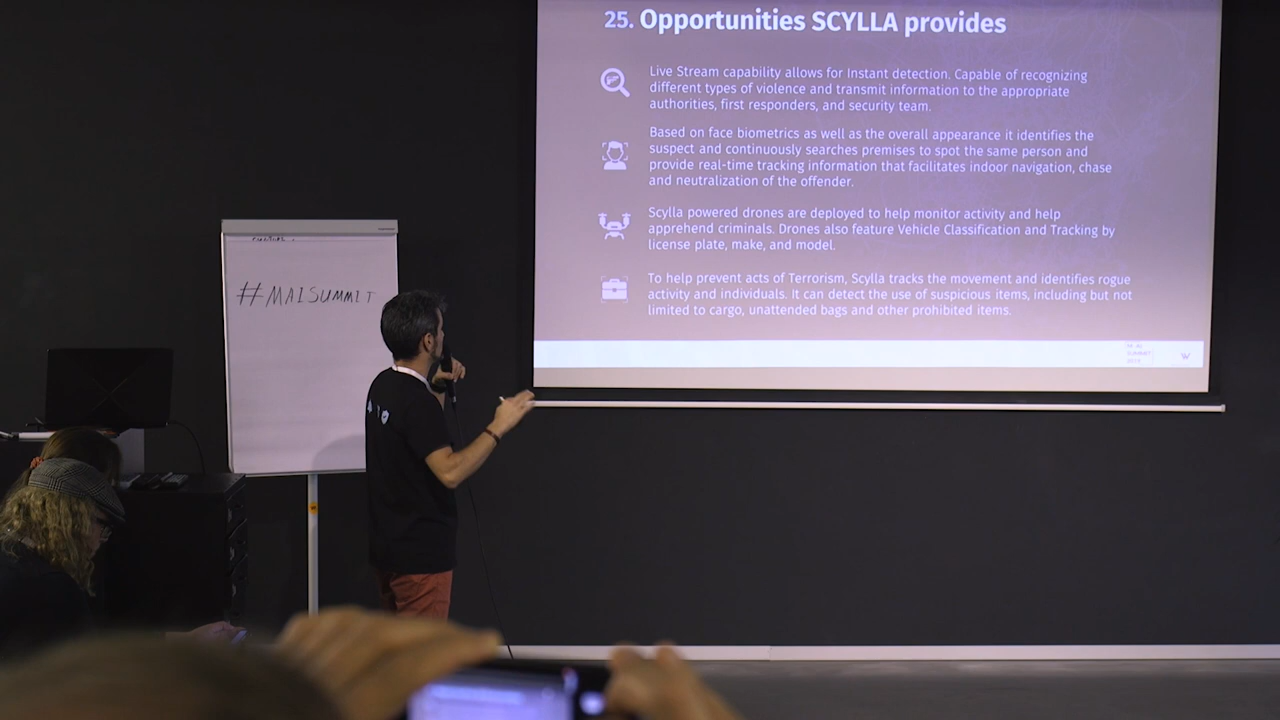 25. Opportunities SCYLLA provides
Live Stream capability allows for Instant detection. Capable of recognizing
different types of violence and transmit information to the appropriate
authorities, first responders, and security team.
Based on face biometrics as well as the overall appearance it identifies the
suspect and continuously searches premises to spot the same person and
provide real-time tracking information that facilitates indoor navigation, chase
and neutralization of the offender.
Scylla powered drones are deployed to help monitor activity and help
apprehend criminals. Drones also feature Vehicle Classification and Tracking by
license plate, make, and model.
To help prevent acts of Terrorism, Scylla tracks the movement and identifies rogue
activity and individuals. It can detect the use of suspicious items, including but not
limited to cargo, unattended bags and other prohibited items.
SUMMIT
W
#MAISUMMIT